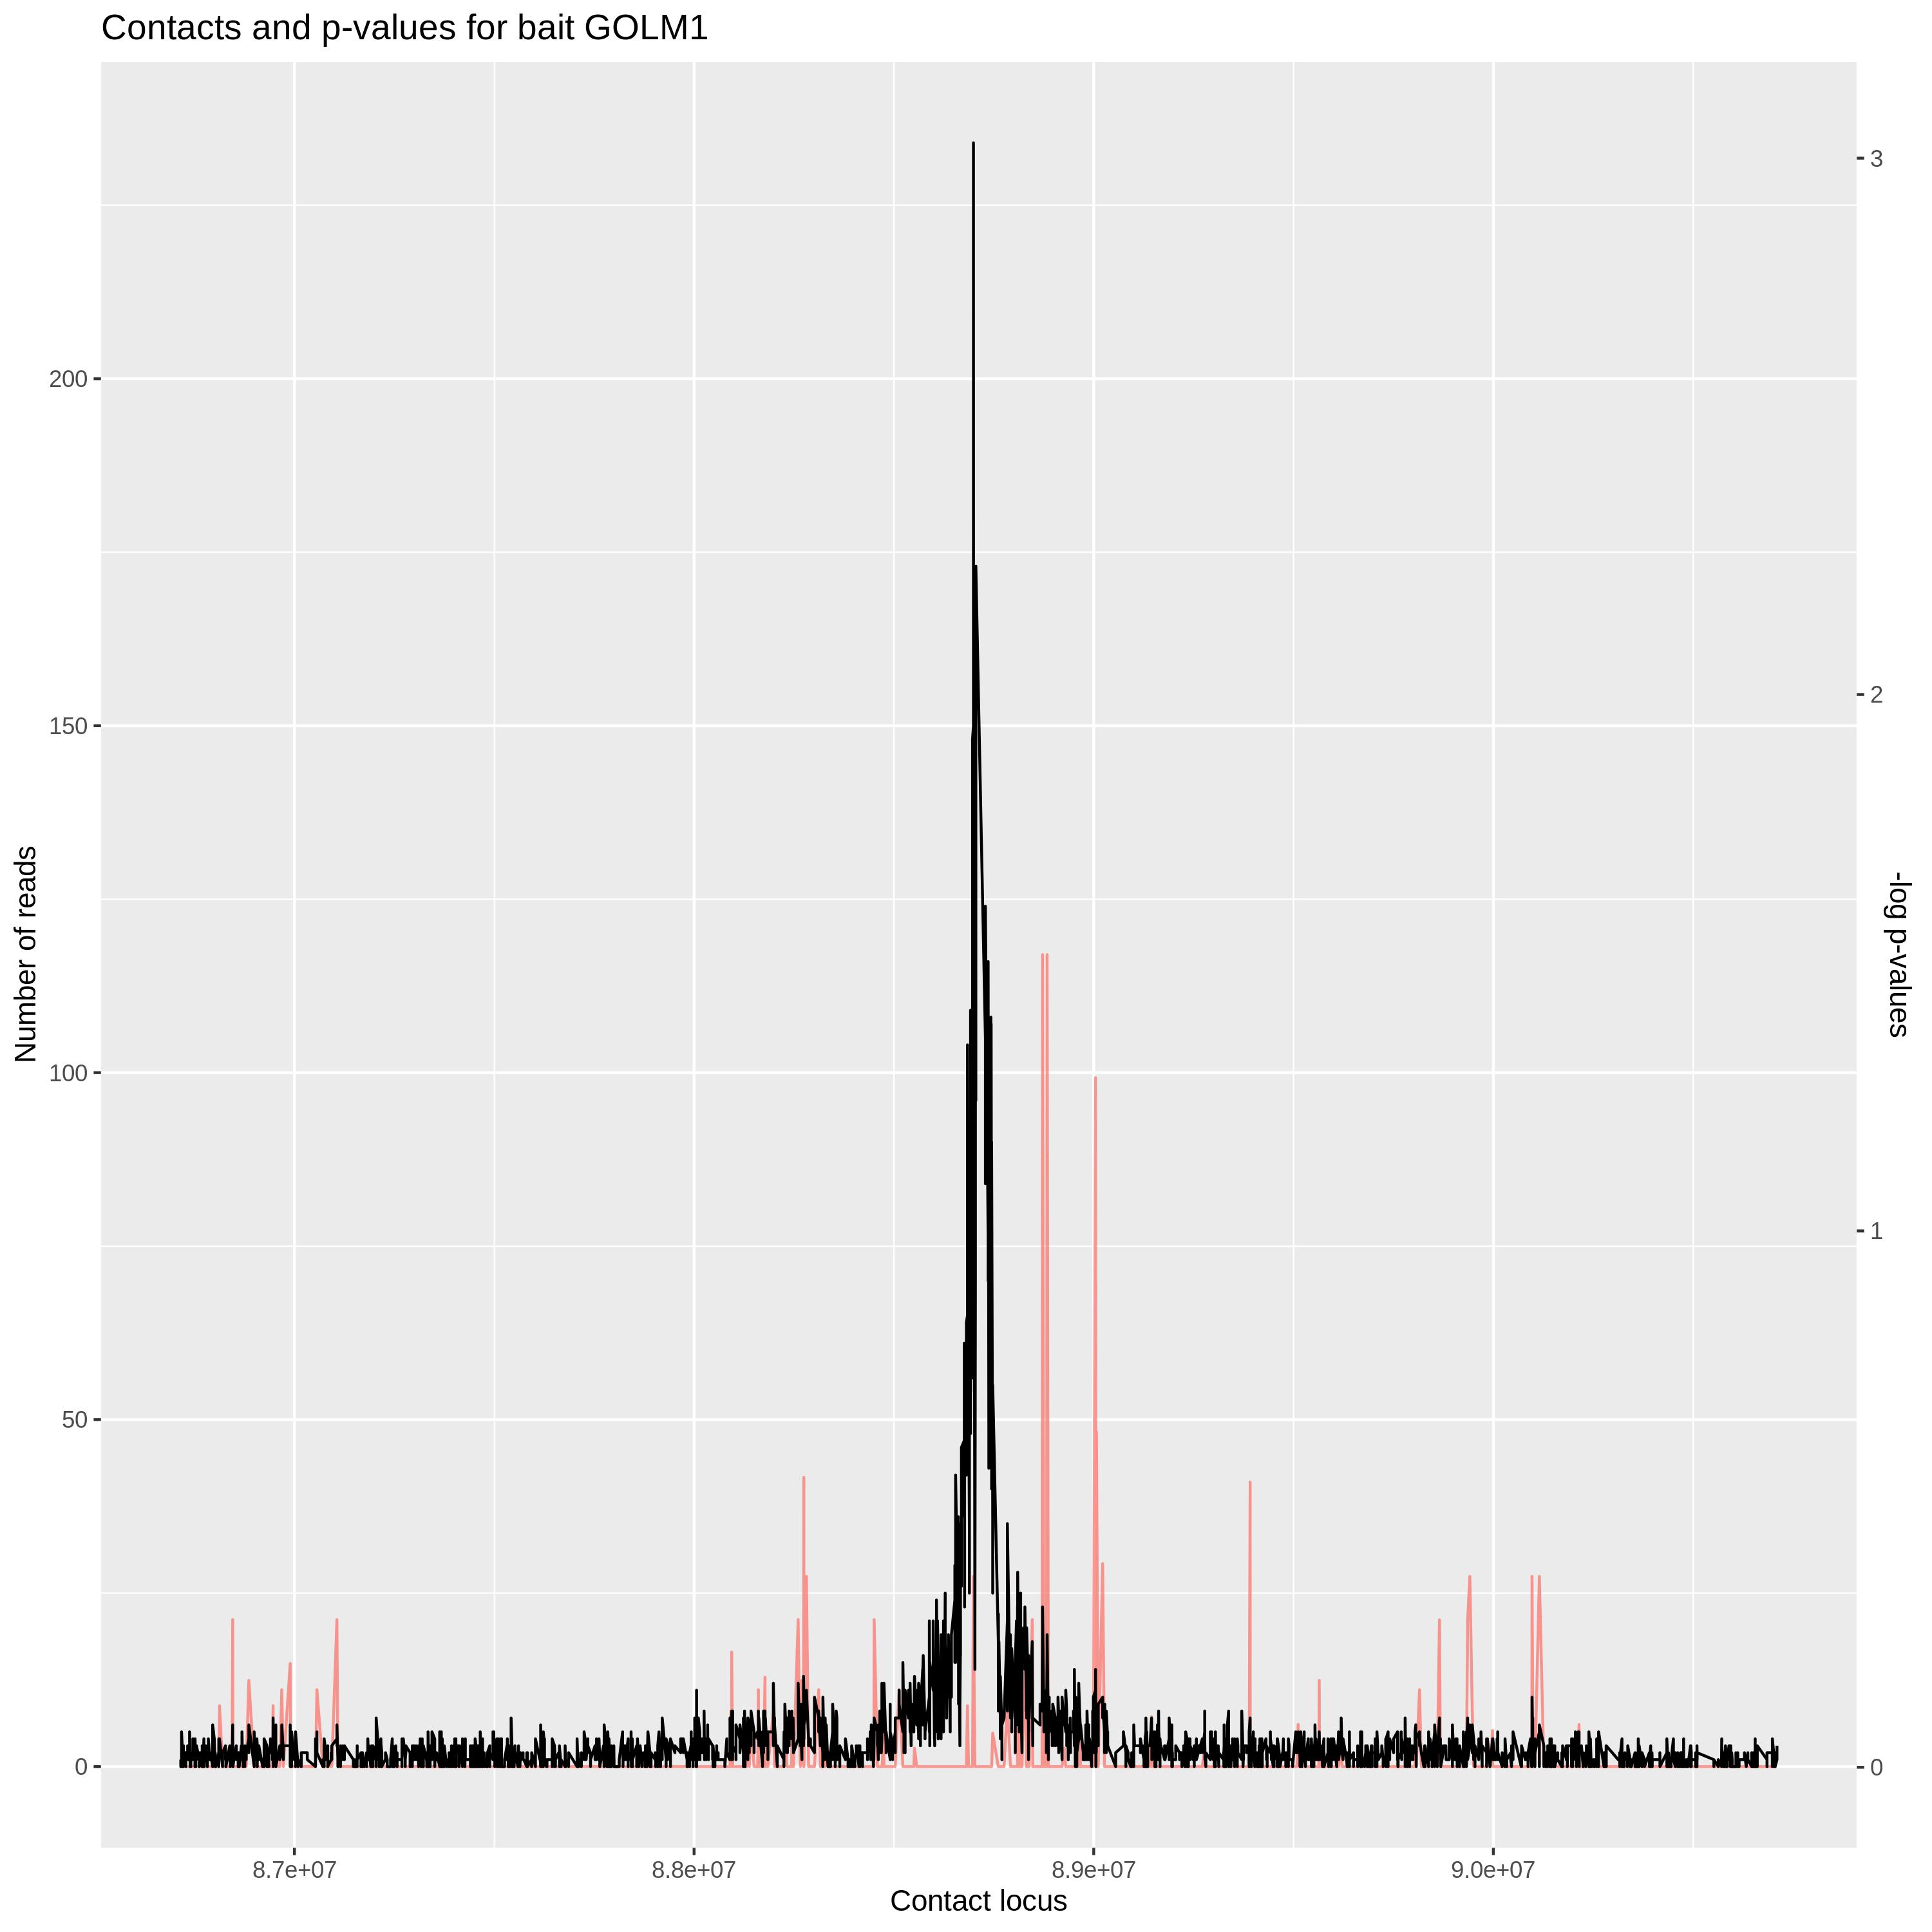 Contacts and p-values for bait GOLM1
Number of reads
200
150
100
50
0
3
2
1
0
-log p-values
8.7e+07
8.8e+07
8.9e+07
9.0e+07
Contact locus